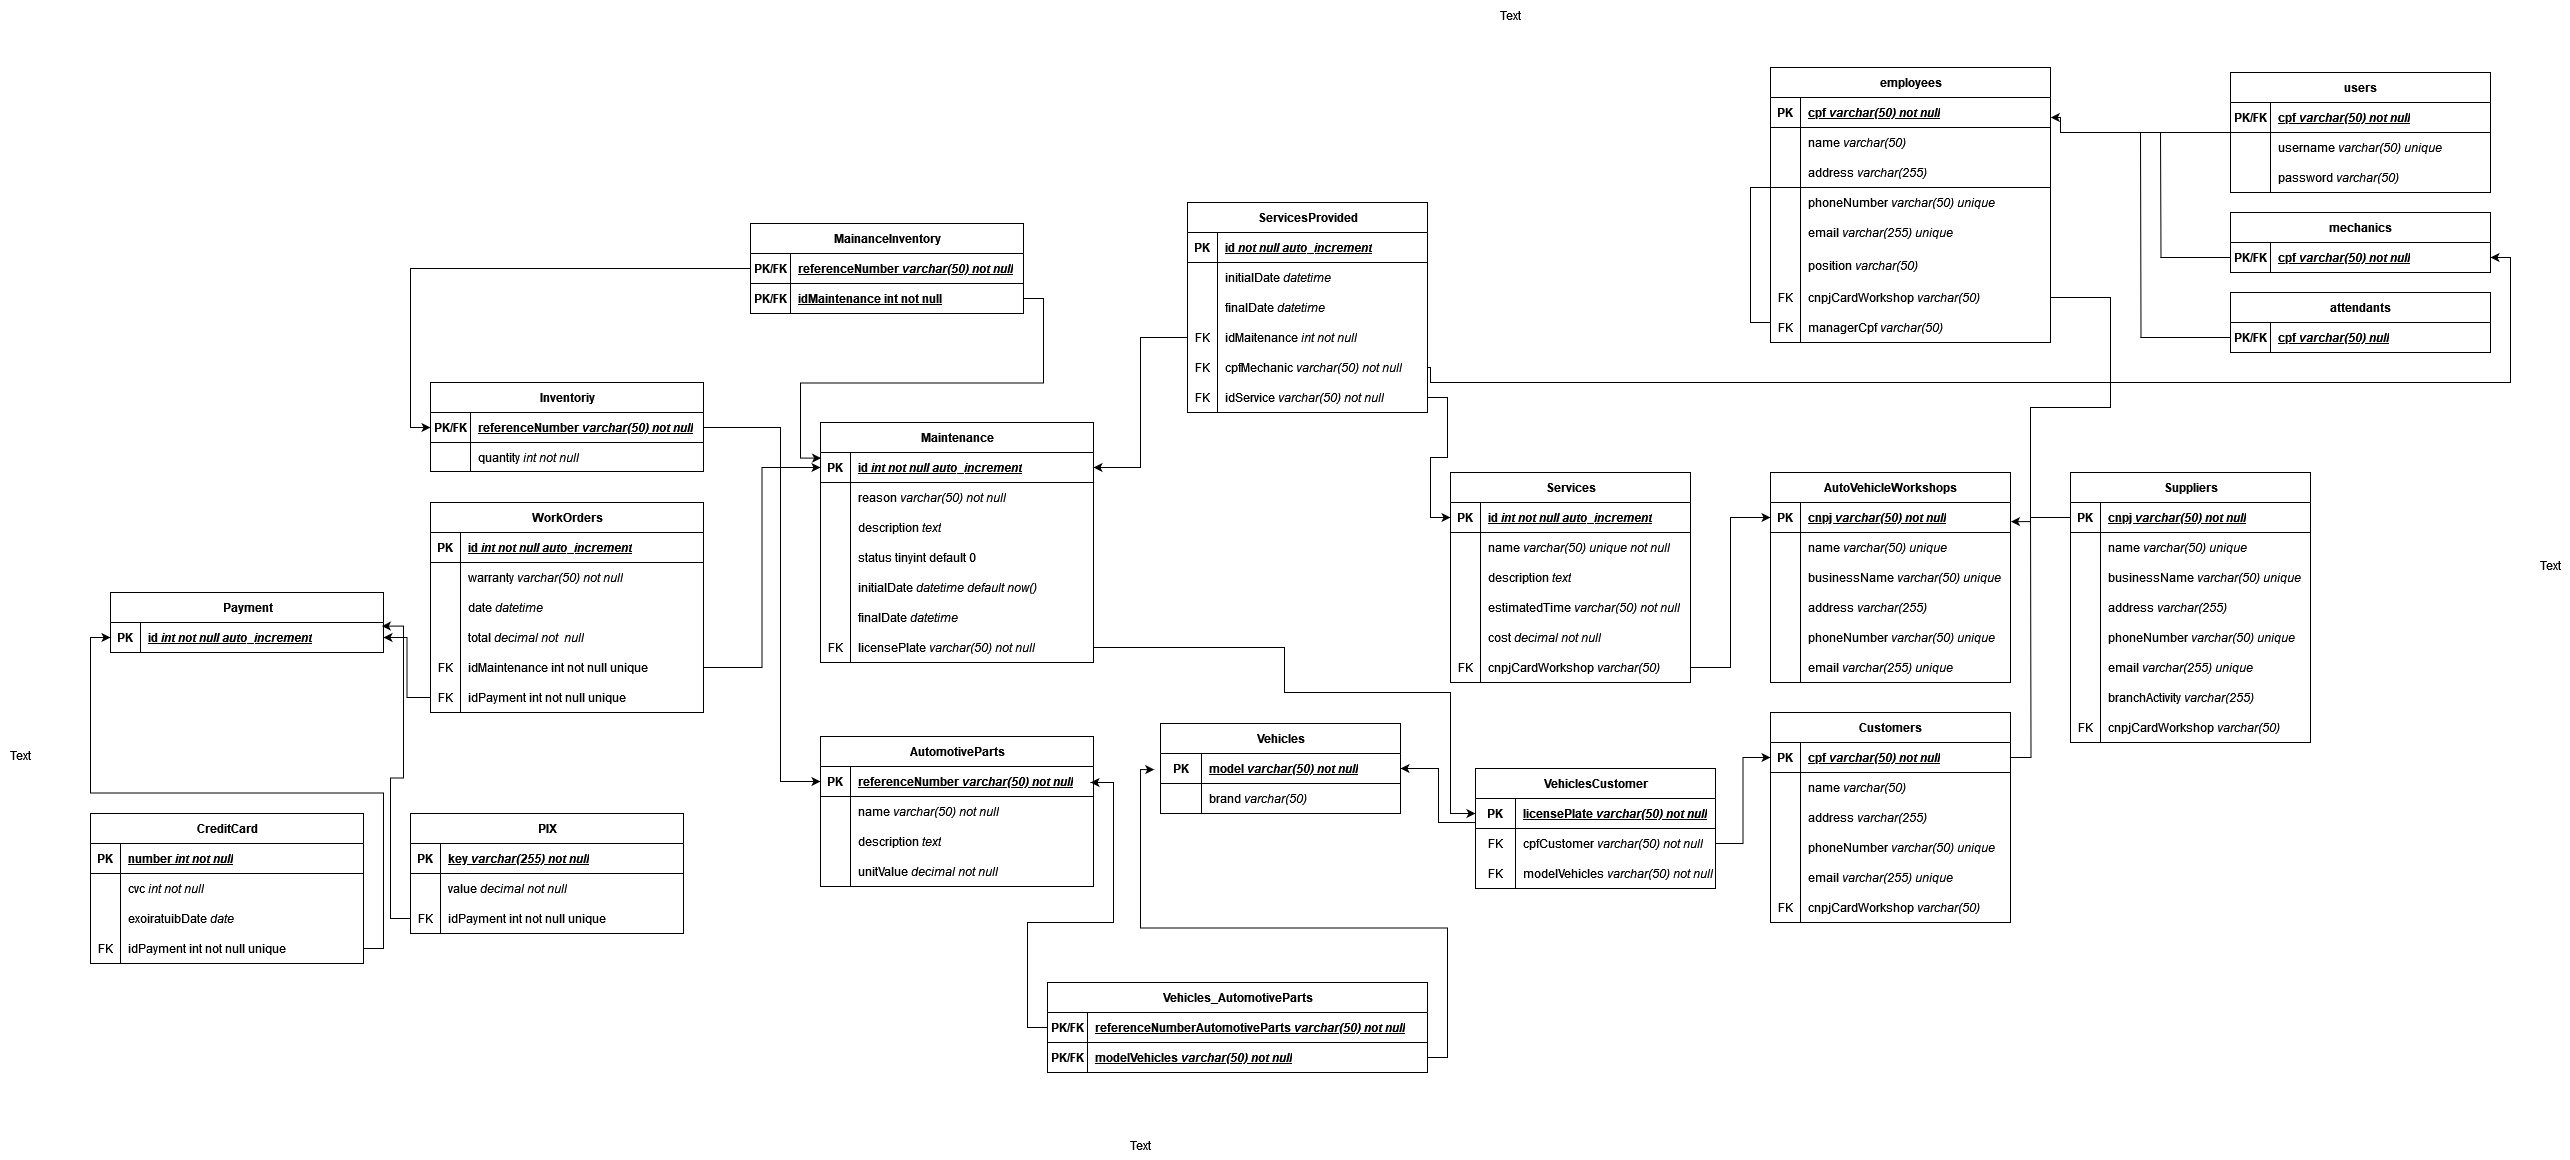 Text
employees
PK cpf varchar(50) not null
name varchar(50)
address varchar(255)
phoneNumber varchar(50) unique
email varchar(255) unique
position varchar(50)
FK cnpjCardWorkshop varchar(50)
FK managerCpf varchar(50)
users
PK/FK cpf varchar(50) not null
username varchar(50) unique
password varchar(50)
mechanics
PK/FK cpf varchar(50) not null
attendants
PK/FK cpf varchar(50) null
ServicesProvided
PK id not null auto_increment
initialDate datetime
finalDate datetime
FK idMaitenance int not null
FK cpfMechanic varchar(50) not null
FK idService varchar(50) not null
MainanceInventory
PK/FK referenceNumber varchar(50) not null
PK/FK idMaintenance int not null
Inventoriy
PK/FK referenceNumber varchar(50) not null
quantity int not null
Maintenance
PK id int not null auto_increment
reason varchar(50) not null
description text
status tinyint default 0
initialDate datetime default now()
finalDate datetime
FK licensePlate varchar(50) not null
Services
PK id int not null auto_increment
name varchar(50) unique not null
description text
estimatedTime varchar(50) not null
cost decimal not null
FK cnpjCardWorkshop varchar(50)
AutoVehicleWorkshops
PK cnpj varchar(50) not null
name varchar(50) unique
businessName varchar(50) unique
address varchar(255)
phoneNumber varchar(50) unique
email varchar(255) unique
Suppliers
PK cnpj varchar(50) not null
name varchar(50) unique
businessName varchar(50) unique
address varchar(255)
phoneNumber varchar(50) unique
email varchar(255) unique
branchActivity varchar(255)
FK cnpjCardWorkshop varchar(50)
Text
WorkOrders
PK id int not null auto_increment
warranty varchar(50) not null
date datetime
total decimal not null
FK idMaintenance int not null unique
FK idPayment int not null unique
Payment
PK id int not null auto_increment
Text
AutomotiveParts
PK referenceNumber varchar(50) not null
name varchar(50) not null
description text
unitValue decimal not null
Vehicles
PK model varchar(50) not null
brand varchar(50)
VehiclesCustomer
PK licensePlate varchar(50) not null
FK cpfCustomer varchar(50) not null
FK modelVehicles varchar(50) not null
Customers
PK cpf varchar(50) not null
name varchar(50)
address varchar(255)
phoneNumber varchar(50) unique
email varchar(255) unique
FK cnpjCardWorkshop varchar(50)
CreditCard
PK number int not null
cvc int not null
exoiratuibDate date
FK idPayment int not null unique
PIX
PK key varchar(255) not null
value decimal not null
FK idPayment int not null unique
Vehicles_AutomotiveParts
PK/FK referenceNumberAutomotiveParts varchar(50) not null
PK/FK modelVehicles varchar(50) not null
Text